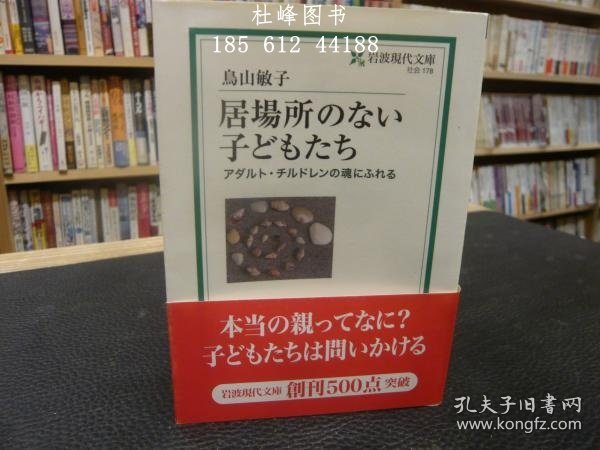 杜峰图书
185 612 44188
岩波現代文庫
社会 178
鳥山敏子
居場所のない
子どもたち
アダルト・チルドレンの魂にふれる
本当の親ってなに?
子どもたちは問いかける
岩波現代文庫 創刊500点 突破
孔夫子旧书网
www.kongfz.com